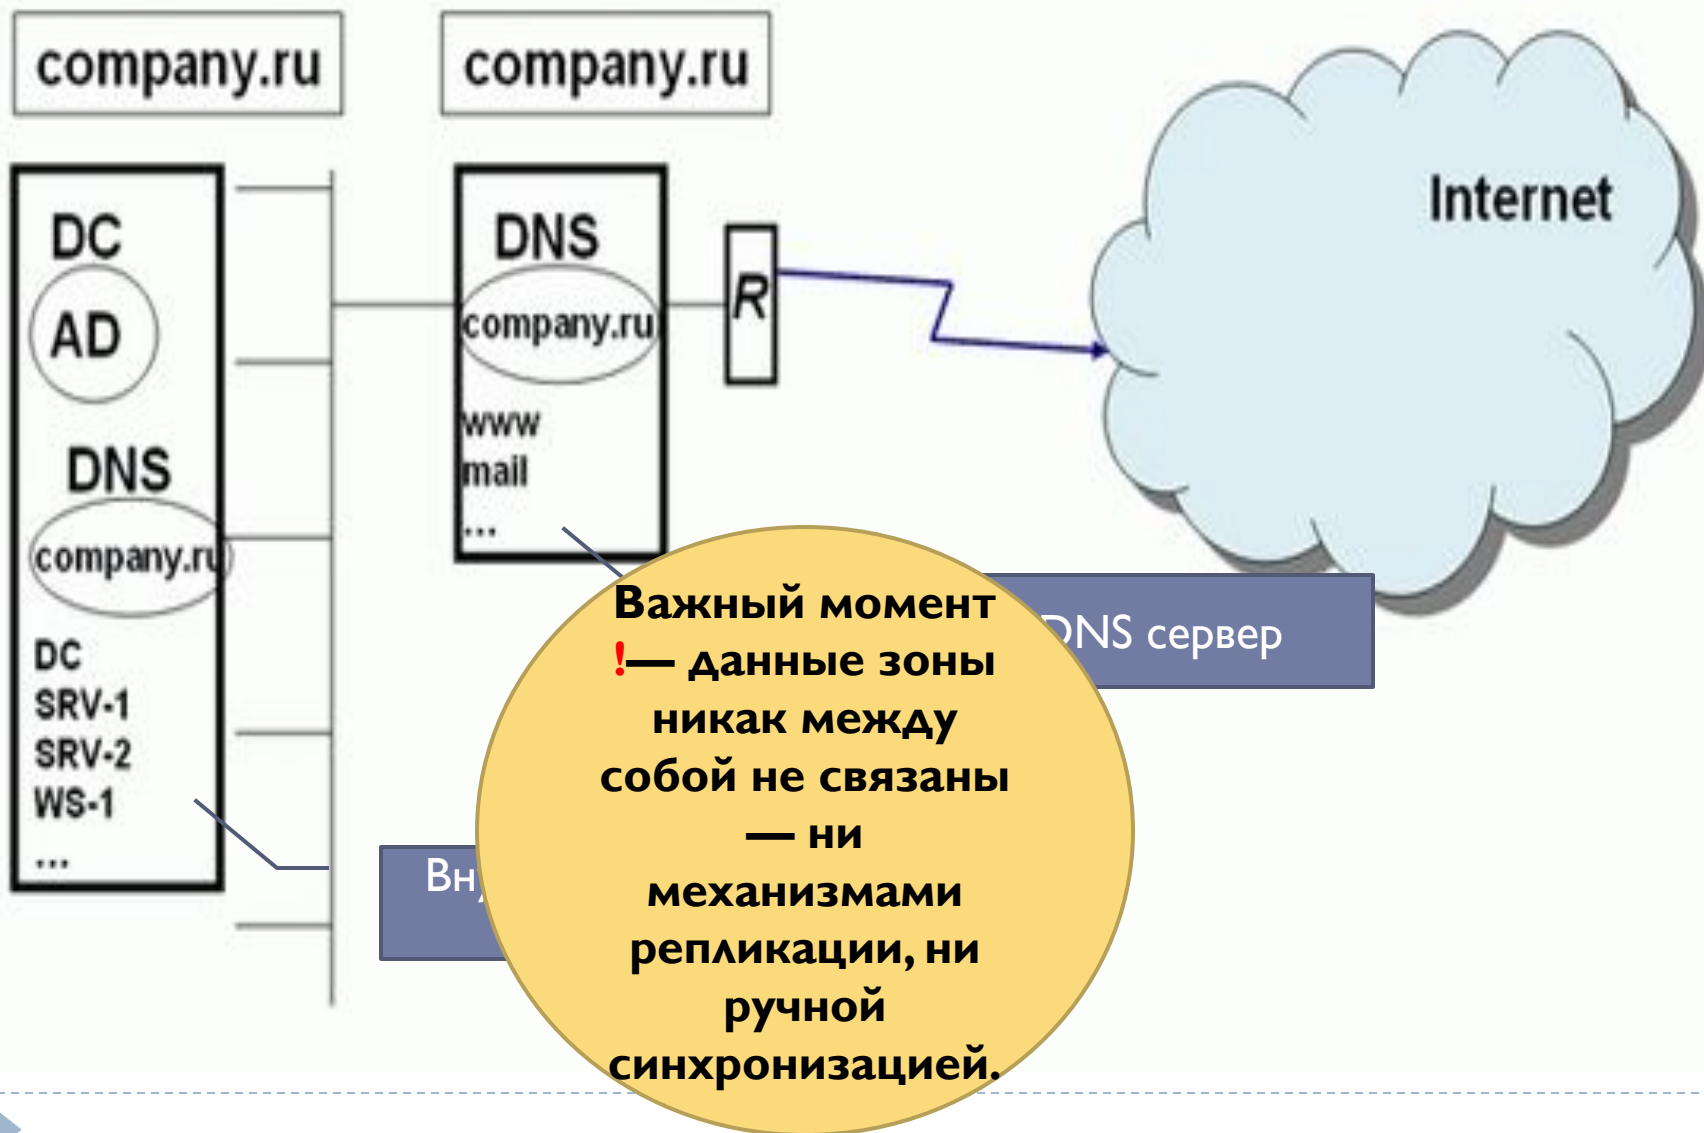 company.ru
company.ru
DC
AD
DNS
company.ru
DC
SRV-1
SRV-2
WS-1
...
DNS
company.ru
www
mail
...
R
Internet
DNS сервер
Важный момент
!— данные зоны
никак между
собой не связаны
— ни
механизмами
репликации, ни
ручной
синхронизацией.